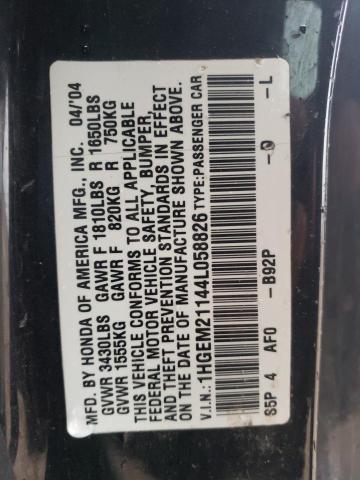 MFD. BY HONDA OF AMERICA MFG., INC. 04/'04
GVWR 3430LBS GAWR F 1810LBS R 1650LBS
GVWR 1555KG GAWR F 820KG R 750KG
THIS VEHICLE CONFORMS TO ALL APPLICABLE
FEDERAL MOTOR VEHICLE SAFETY, BUMPER,
AND THEFT PREVENTION STANDARDS IN EFFECT
ON THE DATE OF MANUFACTURE SHOWN ABOVE.
V.I.N.: 1HGEM21144L058826 TYPE: PASSENGER CAR
S5P 4 AF0 -B92P -O -L